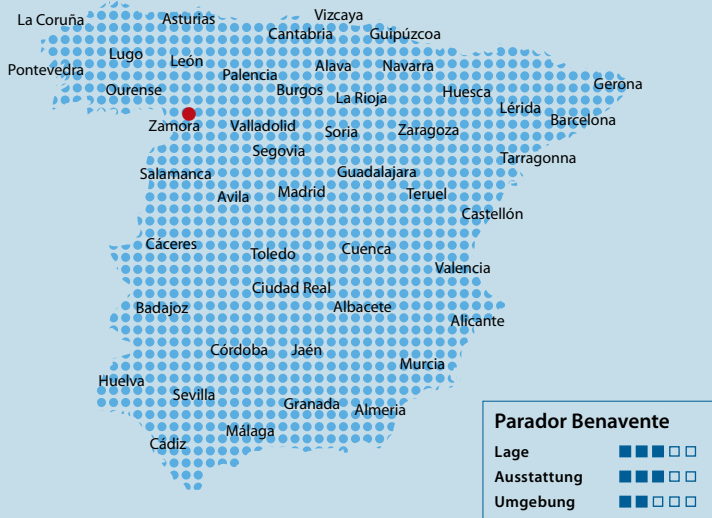 Vizcaya
La Coruña Asturias
Cantabria Guipúzcoa
Lugo León
Pontevedra Palencia Alava Navarra
Ourense Burgos La Rioja Huesca Gerona
Lérida
Zamora Valladolid Soria Zaragoza Barcelona
Segovia Tarragonna
Salamanca Guadalajara
Avila Madrid Teruel
Castellón
Cáceres Toledo Cuenca
Valencia
Ciudad Real
Badajoz Albacete
Alicante
Córdoba Jaén
Murcia
Huelva
Sevilla Granada Almeria
Málaga
Cádiz
Parador Benavente
Lage
Ausstattung
Umgebung